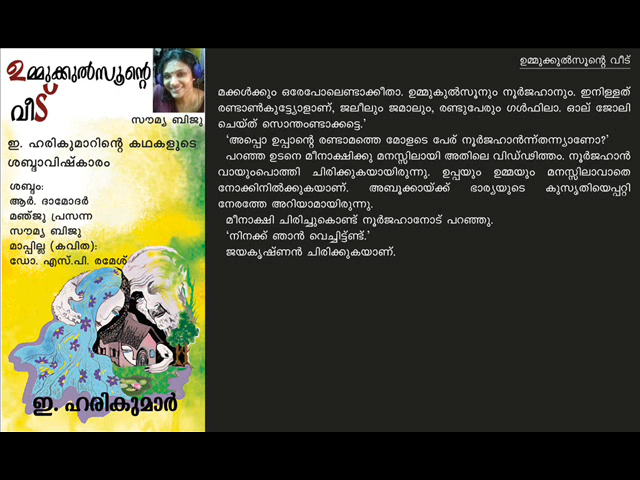 ഉമ്മുക്കുൽസൂന്റെ
വീട്
സൗമ്യ ബിജു
ഇ. ഹരികുമാറിന്റെ കഥകളുടെ
ശബ്ദാവിഷ്കാരം
ശബ്ദം:
ആർ. ദാമോദർ
മഞ്ജു പ്രസന്ന
സൗമ്യ ബിജു
മാപ്പില്ല (കവിത):
ഡോ. എസ്.പി. രമേശ്
ഇ. ഹരികുമാർ
ഉമ്മുക്കുൽസൂന്റെ വീട്
മക്കൾക്കും ഒരേപോലെണ്ടാക്കീതാ. ഉമ്മുകുൽസൂനും നൂർജഹാനും. ഇനിള്ളത്
രണ്ടാൺകുട്ട്യോളാണ്, ജലീലും ജമാലും, രണ്ടുപേരും ഗൾഫിലാ. ഓല് ജോലി
ചെയ്ത് സൊന്തംണ്ടാക്കട്ടെ.’
‘അപ്പൊ ഉപ്പാന്റെ രണ്ടാമത്തെ മോളടെ പേര് നൂർജഹാൻന്ന്തന്ന്യാണോ?’
പറഞ്ഞ ഉടനെ മീനാക്ഷിക്കു മനസ്സിലായി അതിലെ വിഡ്ഢിത്തം. നൂർജഹാൻ
വായുംപൊത്തി ചിരിക്കുകയായിരുന്നു. ഉപ്പയും ഉമ്മയും മനസ്സിലാവാതെ
നോക്കിനിൽക്കുകയാണ്. അബൂക്കായ്ക്ക് ഭാര്യയുടെ കുസൃതിയെപ്പറ്റി
നേരത്തേ അറിയാമായിരുന്നു.
മീനാക്ഷി ചിരിച്ചുകൊണ്ട് നൂർജഹാനോട് പറഞ്ഞു.
‘നിനക്ക് ഞാൻ വെച്ചിട്ട്ണ്ട്.’
ജയകൃഷ്ണൻ ചിരിക്കുകയാണ്.